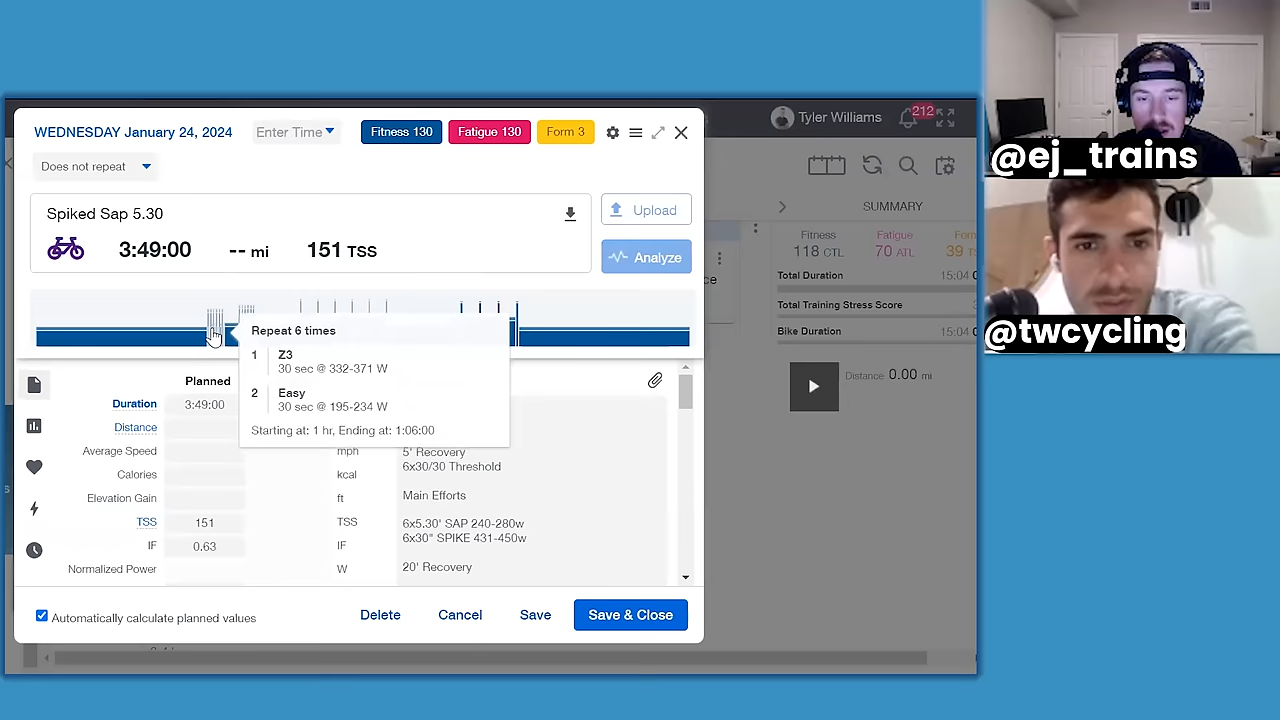 WEDNESDAY January 24, 2024
Enter Time
Fitness 130
Fatigue 130
Form 3
Does not repeat
Spiked Sap 5.30
3:49:00
-- mi
151 TSS
Upload
Analyze
Repeat 6 times
1 Z3
30 sec @ 332-371 W
2 Easy
30 sec @ 195-234 W
Starting at: 1 hr, Ending at: 1:06:00
Planned
Duration 3:49:00
Distance
Average Speed mph
Calories kcal
Elevation Gain ft
TSS 151 TSS
IF 0.63 IF
Normalized Power W
5' Recovery
6x30/30 Threshold
Main Efforts
6x5.30' SAP 240-280w
6x30" SPIKE 431-450w
20' Recovery
Automatically calculate planned values
Delete
Cancel
Save
Save & Close
Tyler Williams
212
SUMMARY
Fitness
Fatigue
118 CTL
70 ATL
39
Total Duration 15:04
Total Training Stress Score
Bike Duration 15:04
Distance 0.00 mi
@ej_trains
@twcycling